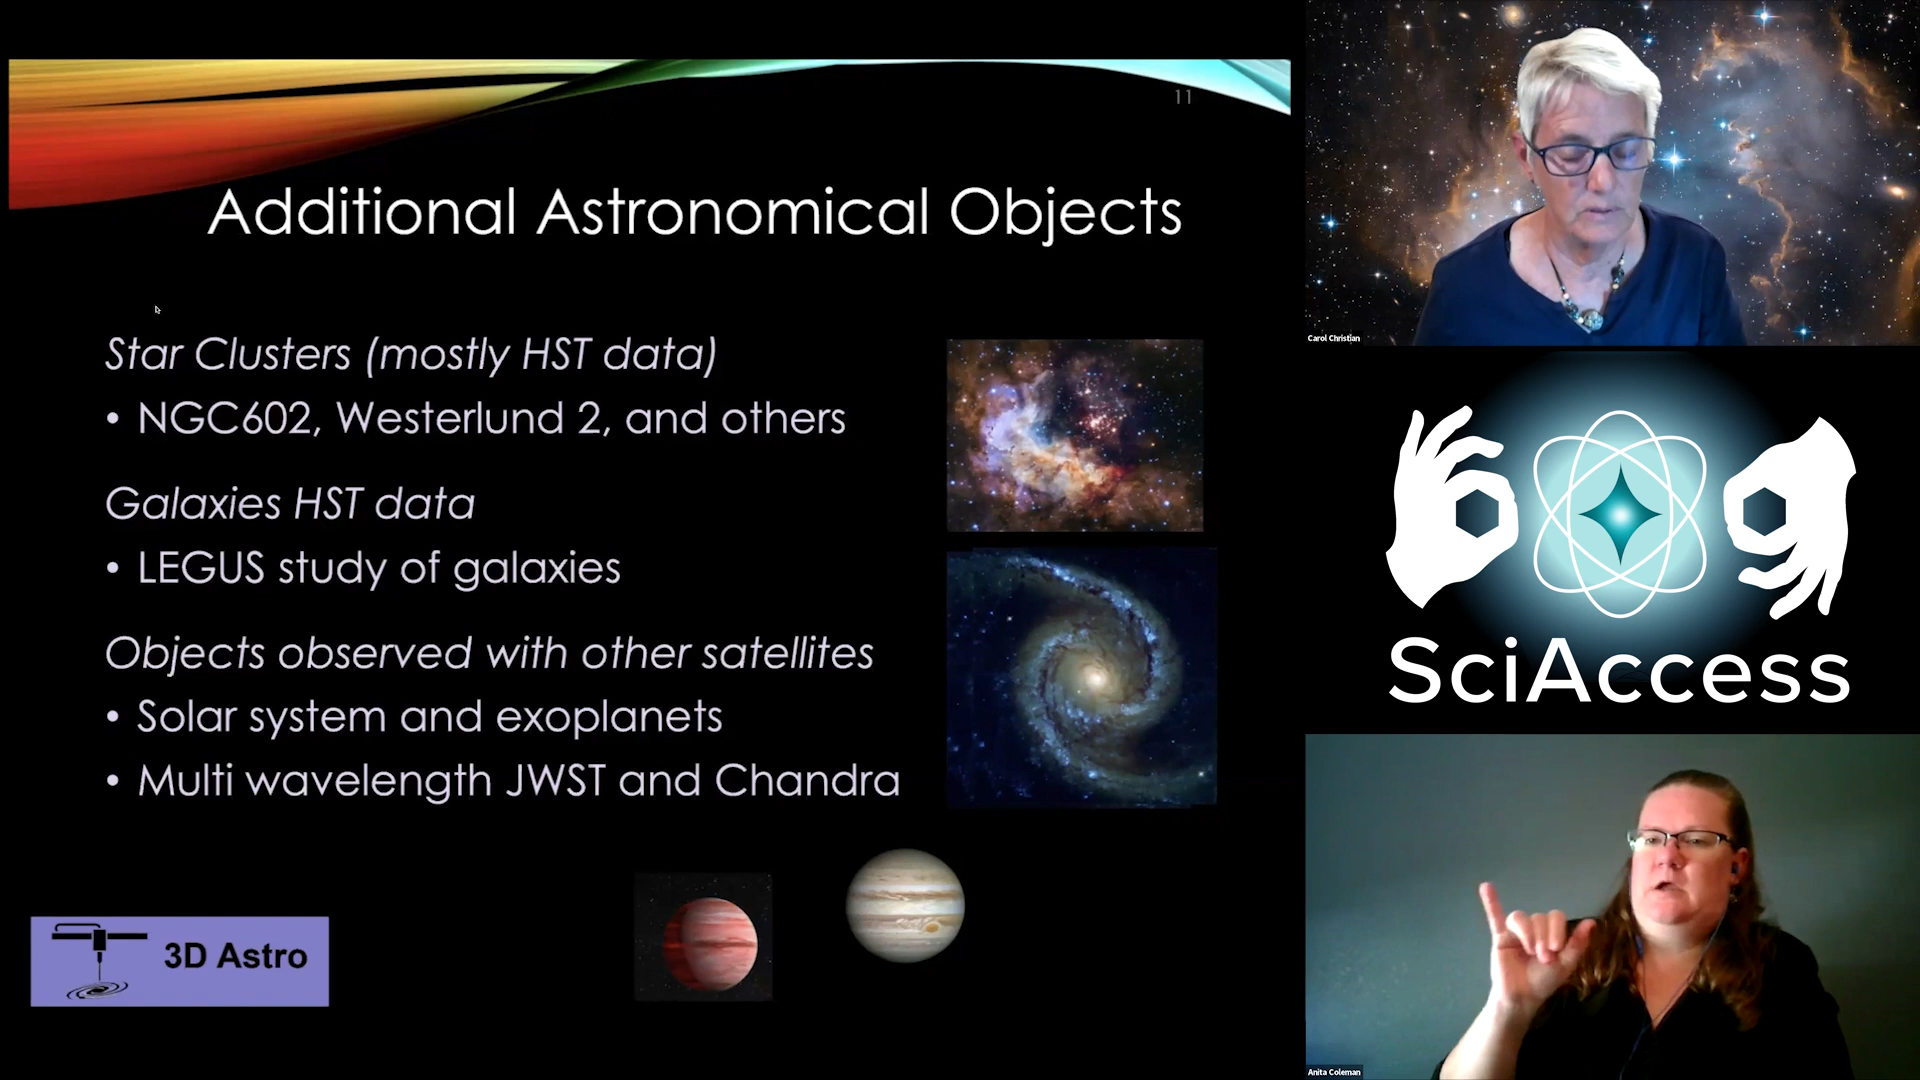 11
Additional Astronomical Objects
Star Clusters (mostly HST data)
• NGC602, Westerlund 2, and others
Galaxies HST data
• LEGUS study of galaxies
Objects observed with other satellites
• Solar system and exoplanets
• Multi wavelength JWST and Chandra
3D Astro
Carol Christian
SciAccess
Anita Coleman